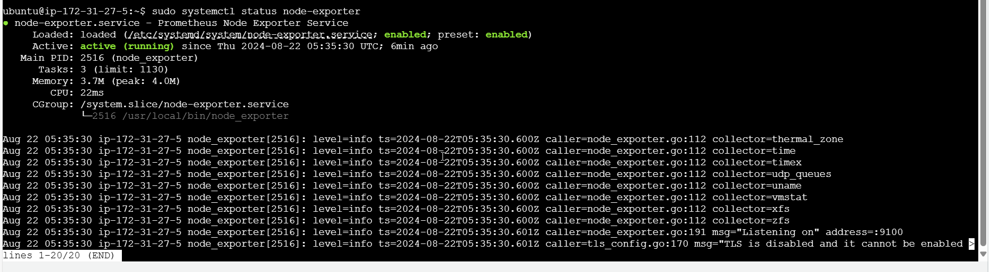 ubuntu@ip-172-31-27-5:~$ sudo systemctl status node-exporter
● node-exporter.service - Prometheus Node Exporter Service
Loaded: loaded (/etc/systemd/system/node-exporter.service; enabled; preset: enabled)
Active: active (running) since Thu 2024-08-22 05:35:30 UTC; 6min ago
Main PID: 2516 (node_exporter)
Tasks: 3 (limit: 1130)
Memory: 3.7M (peak: 4.0M)
CPU: 22ms
CGroup: /system.slice/node-exporter.service
└─2516 /usr/local/bin/node_exporter
Aug 22 05:35:30 ip-172-31-27-5 node_exporter[2516]: level=info ts=2024-08-22T05:35:30.600Z caller=node_exporter.go:112 collector=thermal_zone
Aug 22 05:35:30 ip-172-31-27-5 node_exporter[2516]: level=info ts=2024-08-22T05:35:30.600Z caller=node_exporter.go:112 collector=time
Aug 22 05:35:30 ip-172-31-27-5 node_exporter[2516]: level=info ts=2024-08-22T05:35:30.600Z caller=node_exporter.go:112 collector=timex
Aug 22 05:35:30 ip-172-31-27-5 node_exporter[2516]: level=info ts=2024-08-22T05:35:30.600Z caller=node_exporter.go:112 collector=udp_queues
Aug 22 05:35:30 ip-172-31-27-5 node_exporter[2516]: level=info ts=2024-08-22T05:35:30.600Z caller=node_exporter.go:112 collector=uname
Aug 22 05:35:30 ip-172-31-27-5 node_exporter[2516]: level=info ts=2024-08-22T05:35:30.600Z caller=node_exporter.go:112 collector=vmstat
Aug 22 05:35:30 ip-172-31-27-5 node_exporter[2516]: level=info ts=2024-08-22T05:35:30.600Z caller=node_exporter.go:112 collector=xfs
Aug 22 05:35:30 ip-172-31-27-5 node_exporter[2516]: level=info ts=2024-08-22T05:35:30.600Z caller=node_exporter.go:112 collector=zfs
Aug 22 05:35:30 ip-172-31-27-5 node_exporter[2516]: level=info ts=2024-08-22T05:35:30.601Z caller=node_exporter.go:191 msg="Listening on" address=:9100
Aug 22 05:35:30 ip-172-31-27-5 node_exporter[2516]: level=info ts=2024-08-22T05:35:30.601Z caller=tls_config.go:170 msg="TLS is disabled and it cannot be enabled >
lines 1-20/20 (END)